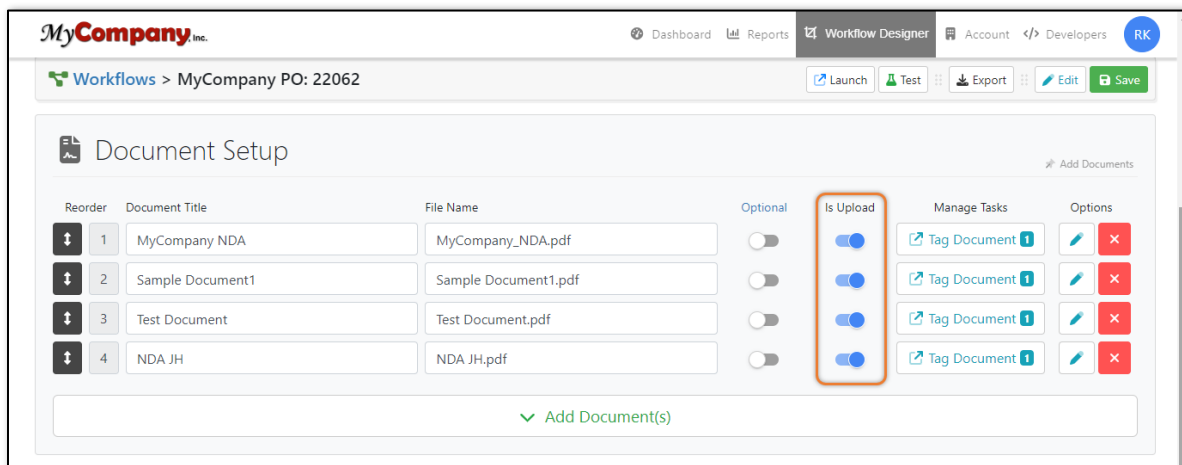 MyCompany, Inc.
Dashboard Reports Workflow Designer Account </> Developers RK
Workflows > MyCompany PO: 22062 Launch Test Export Edit Save
Document Setup
Add Documents
Reorder Document Title File Name Optional Is Upload Manage Tasks Options
1 MyCompany NDA MyCompany_NDA.pdf Tag Document 1
2 Sample Document1 Sample Document1.pdf Tag Document 1
3 Test Document Test Document.pdf Tag Document 1
4 NDA JH NDA JH.pdf Tag Document 1
Add Document(s)